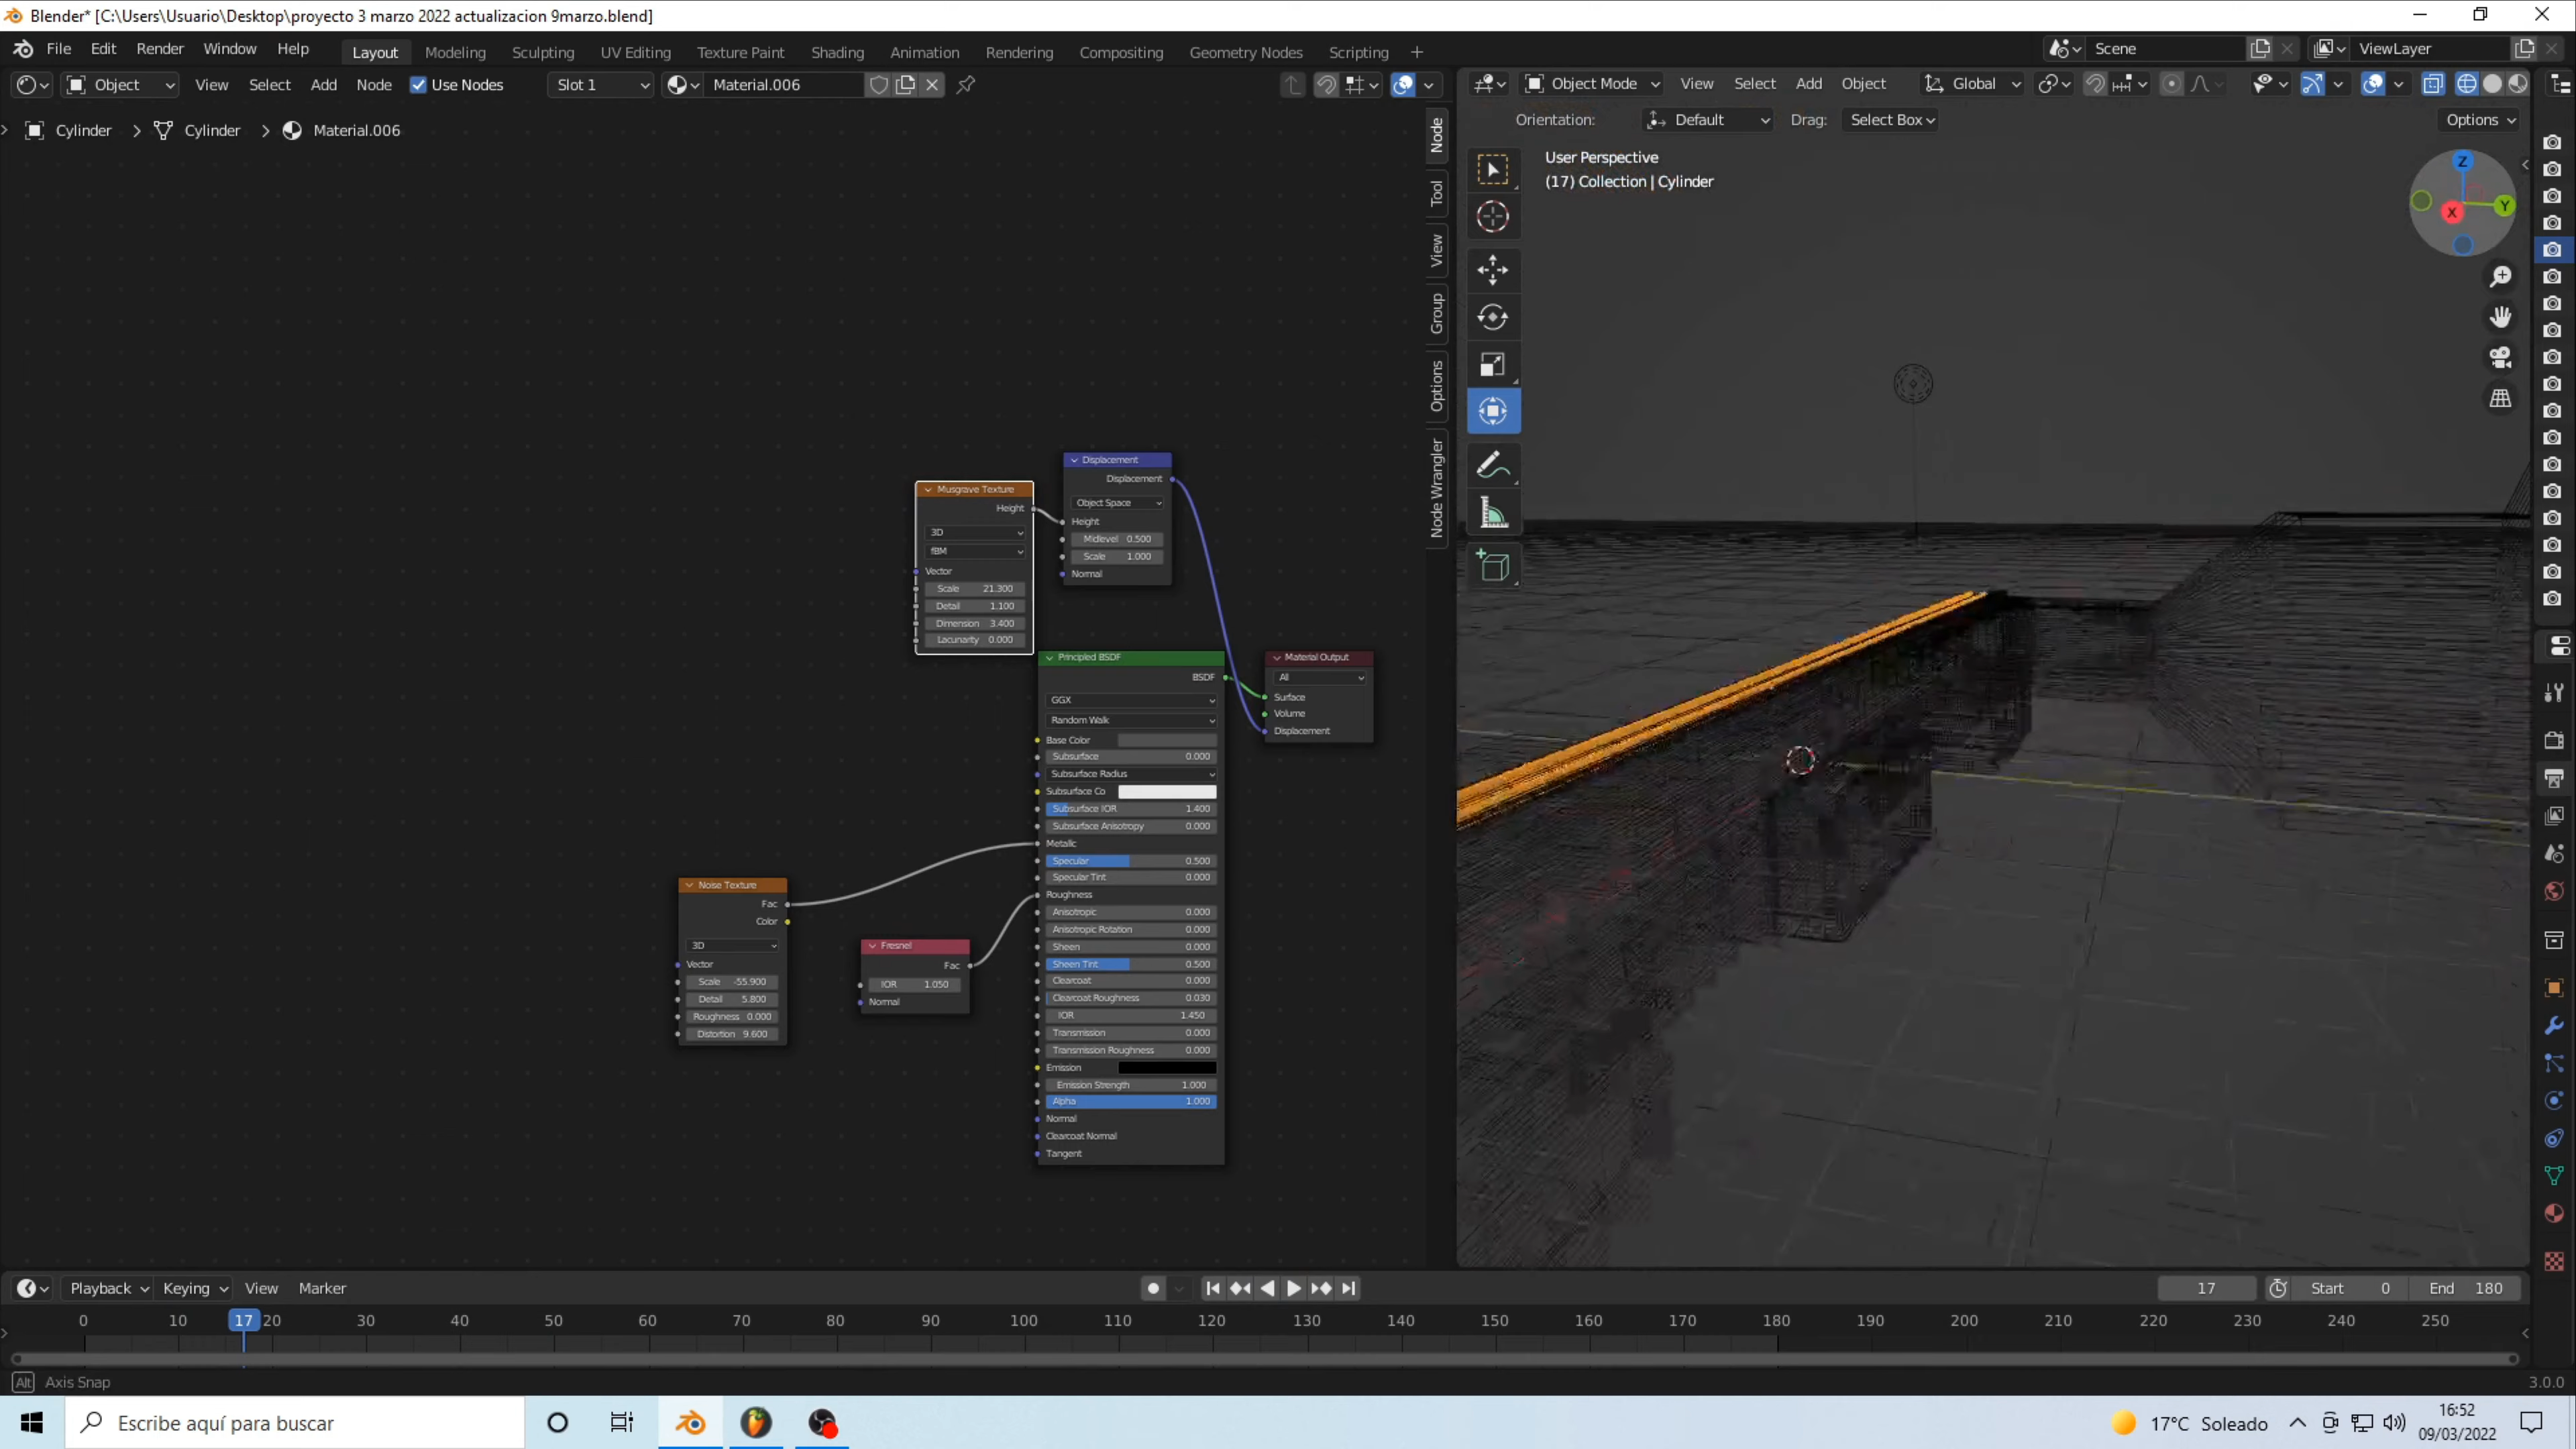 Blender* [C:\Users\Usuario\Desktop\proyecto 3 marzo 2022 actualizacion 9marzo.blend]
File Edit Render Window Help Layout Modeling Sculpting UV Editing Texture Paint Shading Animation Rendering Compositing Geometry Nodes Scripting + Scene ViewLayer
Object View Select Add Node Use Nodes Slot 1 Material.006
Object Mode View Select Add Object Global
Cylinder > Cylinder > Material.006
Orientation: Default Drag: Select Box Options
User Perspective
(17) Collection | Cylinder
Z
Y
X
Node
Tool
View
Group
Options
Node Wrangler
Displacement
Displacement
Object Space
Height
Midlevel 0.500
Scale 1.000
Normal
Musgrave Texture
Height
3D
fBM
Vector
Scale 21.300
Detail 1.100
Dimension 3.400
Lacunarity 0.000
Principled BSDF
BSDF
GGX
Random Walk
Base Color
Subsurface 0.000
Subsurface Radius
Subsurface Co
Subsurface IOR 1.400
Subsurface Anisotropy 0.000
Metallic
Specular 0.500
Specular Tint 0.000
Roughness
Anisotropic 0.000
Anisotropic Rotation 0.000
Sheen 0.000
Sheen Tint 0.500
Clearcoat 0.000
Clearcoat Roughness 0.030
IOR 1.450
Transmission 0.000
Transmission Roughness 0.000
Emission
Emission Strength 1.000
Alpha 1.000
Normal
Clearcoat Normal
Tangent
Material Output
All
Surface
Volume
Displacement
Noise Texture
Fac
Color
3D
Vector
Scale -55.900
Detail 5.800
Roughness 0.000
Distortion 9.600
Fresnel
Fac
IOR 1.050
Normal
Playback Keying View Marker 17 Start 0 End 180
0 10 17 20 30 40 50 60 70 80 90 100 110 120 130 140 150 160 170 180 190 200 210 220 230 240 250
Alt Axis Snap 3.0.0
Escribe aquí para buscar
17°C Soleado
16:52
09/03/2022